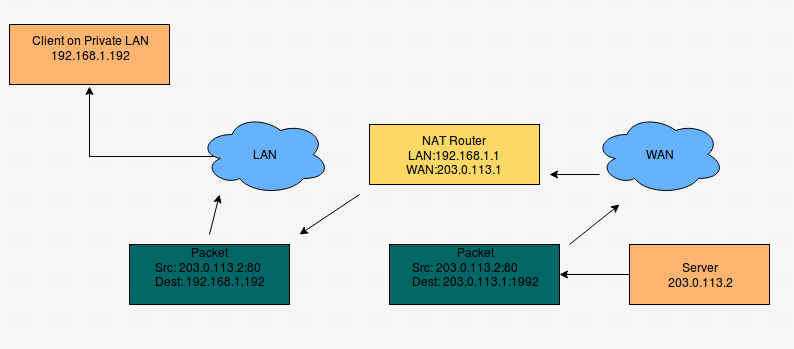 Client on Private LAN
192.168.1.192
LAN
NAT Router
LAN:192.168.1.1
WAN:203.0.113.1
WAN
Packet
Src: 203.0.113.2:80
Dest: 192.168.1.192
Packet
Src: 203.0.113.2:80
Dest: 203.0.113.1:1992
Server
203.0.113.2